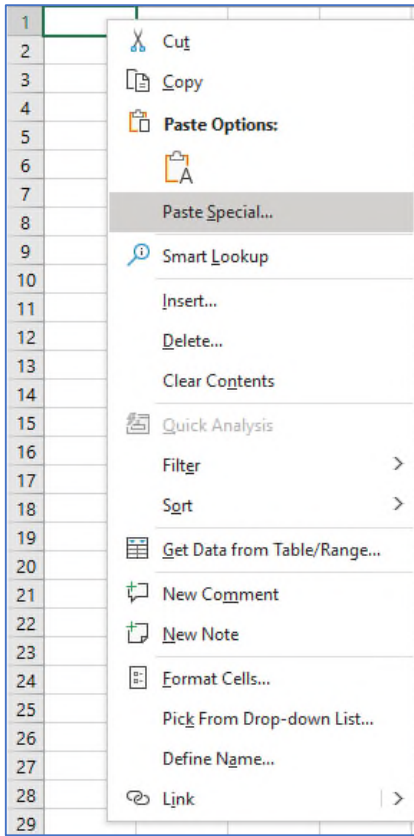 1
2
3
4
5
6
7
8
9
10
11
12
13
14
15
16
17
18
19
20
21
22
23
24
25
26
27
28
29
Cut
Copy
Paste Options:
A
Paste Special...
Smart Lookup
Insert...
Delete...
Clear Contents
Quick Analysis
Filter
Sort
Get Data from Table/Range...
New Comment
New Note
Format Cells...
Pick From Drop-down List...
Define Name...
Link